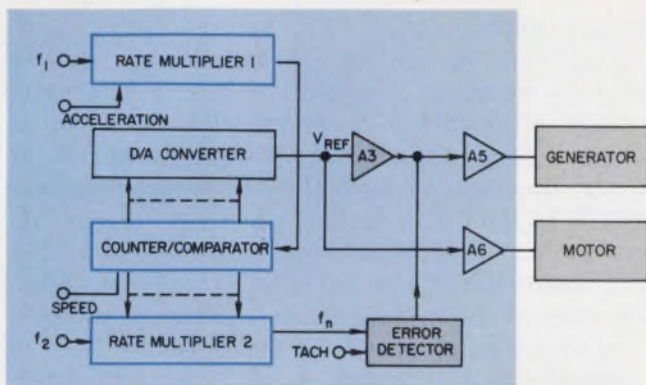 f1
RATE MULTIPLIER 1
ACCELERATION
D/A CONVERTER
VREF
A3
A5
GENERATOR
COUNTER/COMPARATOR
A6
MOTOR
SPEED
f2
RATE MULTIPLIER 2
fn
TACH
ERROR
DETECTOR